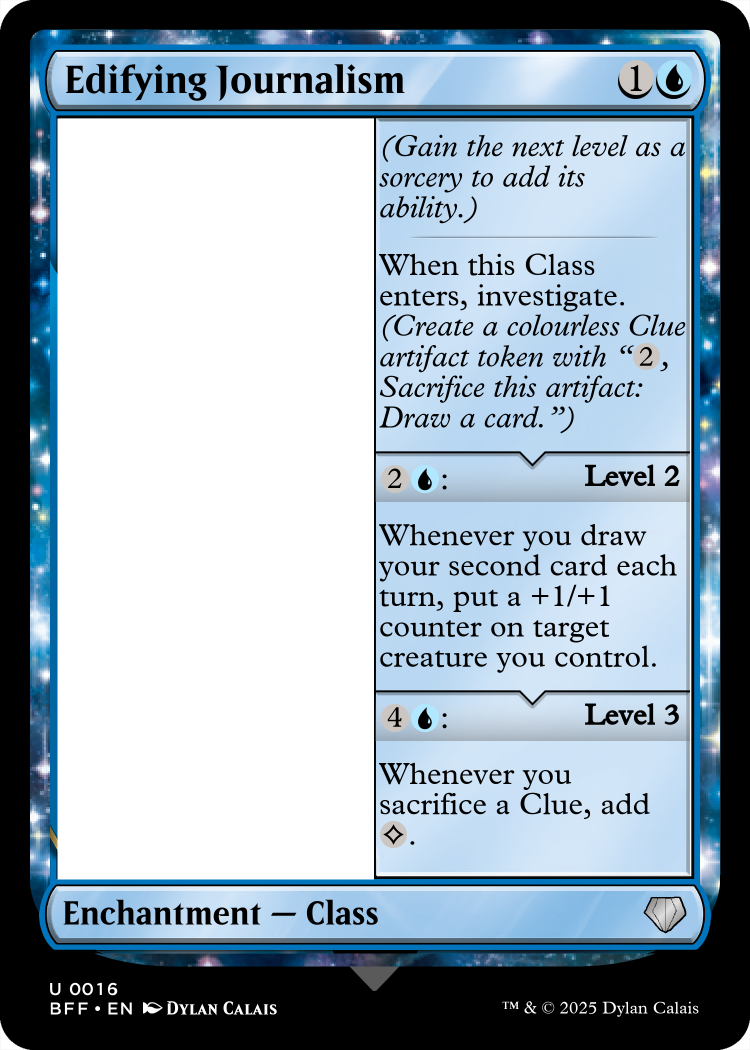 Edifying Journalism 1
(Gain the next level as a
sorcery to add its
ability.)
When this Class
enters, investigate.
(Create a colourless Clue
artifact token with “2,
Sacrifice this artifact:
Draw a card.”)
2 : Level 2
Whenever you draw
your second card each
turn, put a +1/+1
counter on target
creature you control.
4 : Level 3
Whenever you
sacrifice a Clue, add
.
Enchantment — Class
U 0016
BFF • EN Dylan Calais ™ & © 2025 Dylan Calais